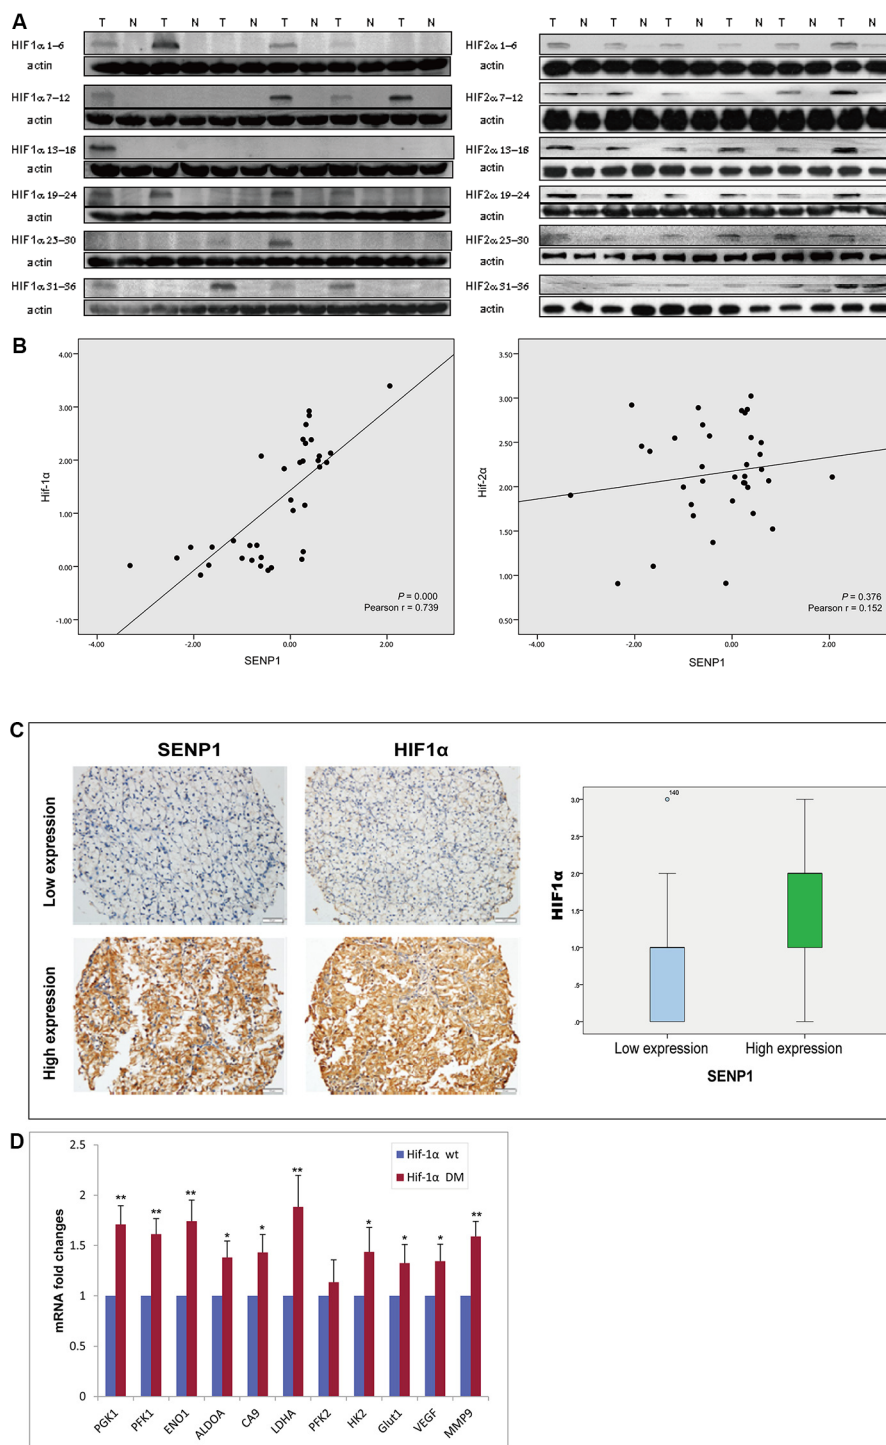 A
T N T N T N T N T N T N
T N T N T N T N T N T N
HIF1α 1-6
actin
HIF1α 7-12
actin
HIF1α 13-18
actin
HIF1α 19-24
actin
HIF1α 25-30
actin
HIF1α 31-36
actin
HIF2α 1-6
actin
HIF2α 7-12
actin
HIF2α 13-18
actin
HIF2α 19-24
actin
HIF2α 25-30
actin
HIF2α 31-36
actin
B
4.00
3.00
2.00
1.00
0.00
-1.00
Hif-1α
P = 0.000
Pearson r = 0.739
-4.00 -2.00 0.00 2.00
SENP1
3.50
3.00
2.50
2.00
1.50
1.00
0.50
Hif-2α
P = 0.376
Pearson r = 0.152
-4.00 -2.00 0.00 2.00
SENP1
C
SENP1 HIF1α
Low expression
High expression
3.0
2.0
1.5
1.0
.5
.0
HIF1α
140
Low expression High expression
SENP1
D
2.5
2
1.5
1
0.5
0
mRNA fold changes
Hif-1α wt
Hif-1α DM
** ** ** * * ** * * * **
PGK1 PFK1 ENO1 ALDOA CA9 LDHA PFK2 HK2 Glut1 VEGF MMP9